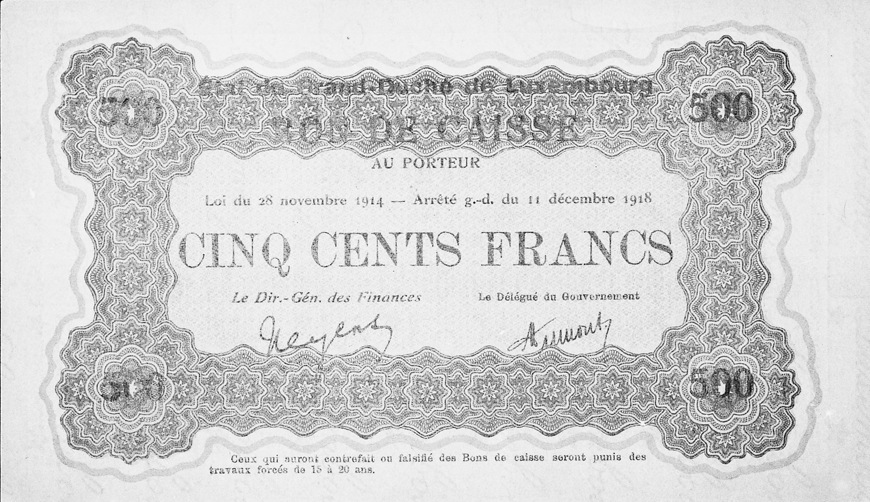 500 Etat du Grand-Duché de Luxembourg 500
BON DE CAISSE
AU PORTEUR
Loi du 28 novembre 1914 — Arrêté g.-d. du 11 décembre 1918
CINQ CENTS FRANCS
Le Dir.-Gén. des Finances Le Délégué du Gouvernement
500 500
Ceux qui auront contrefait ou falsifié des Bons de caisse seront punis des
travaux forcés de 15 à 20 ans.